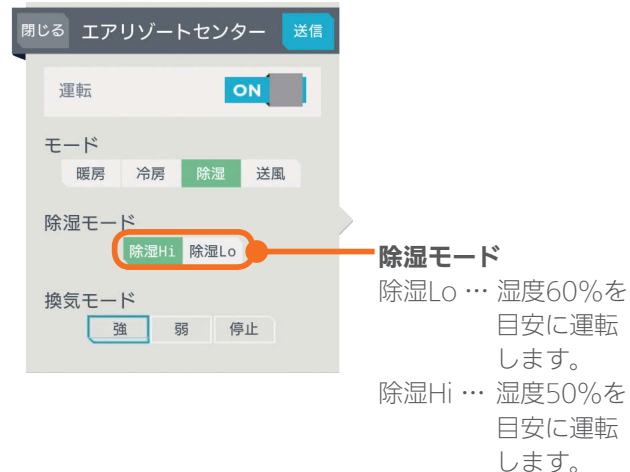 閉じる エアリゾートセンター 送信
運転 ON
モード
暖房 冷房 除湿 送風
除湿モード
除湿Hi 除湿Lo
換気モード
強 弱 停止
除湿モード
除湿Lo … 湿度60%を
目安に運転
します。
除湿Hi … 湿度50%を
目安に運転
します。